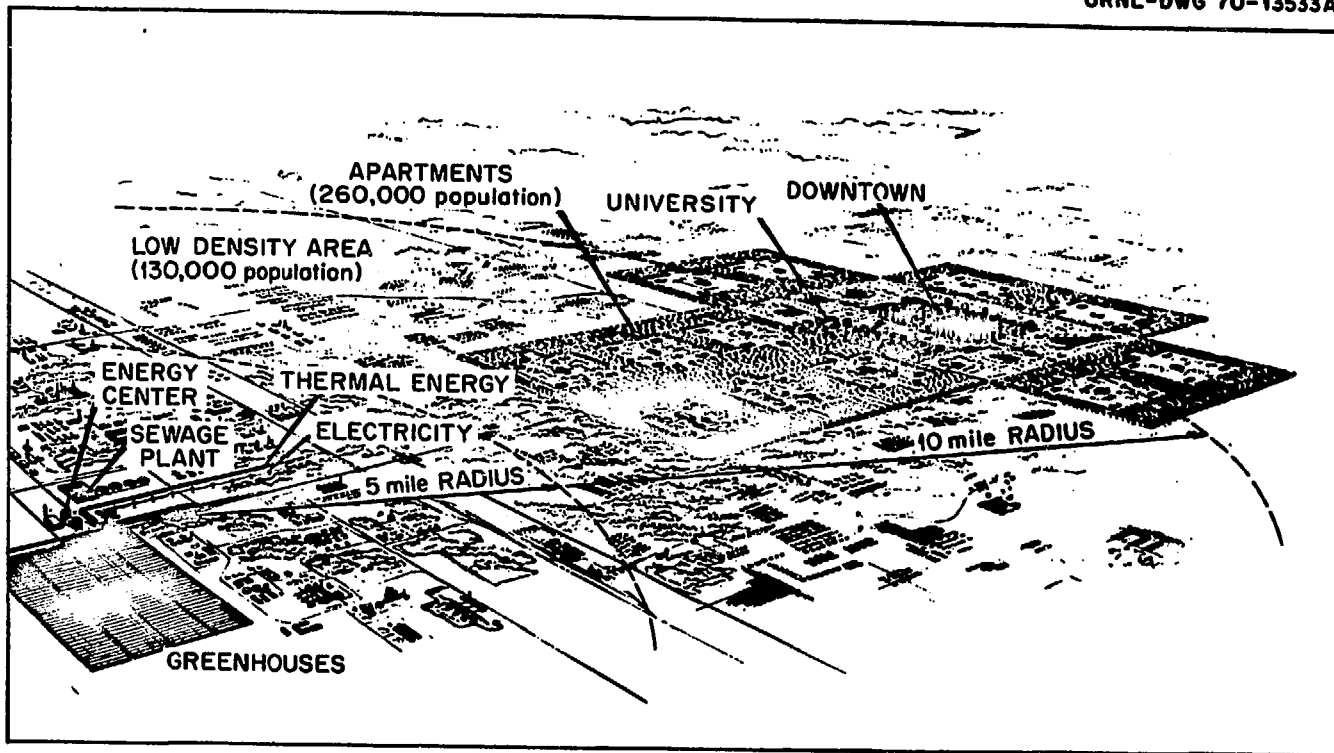 ORNL-DWG 70-13533A
APARTMENTS
(260,000 population)
UNIVERSITY
DOWNTOWN
LOW DENSITY AREA
(130,000 population)
ENERGY
CENTER
THERMAL ENERGY
SEWAGE
PLANT
ELECTRICITY
5 mile RADIUS
10 mile RADIUS
GREENHOUSES